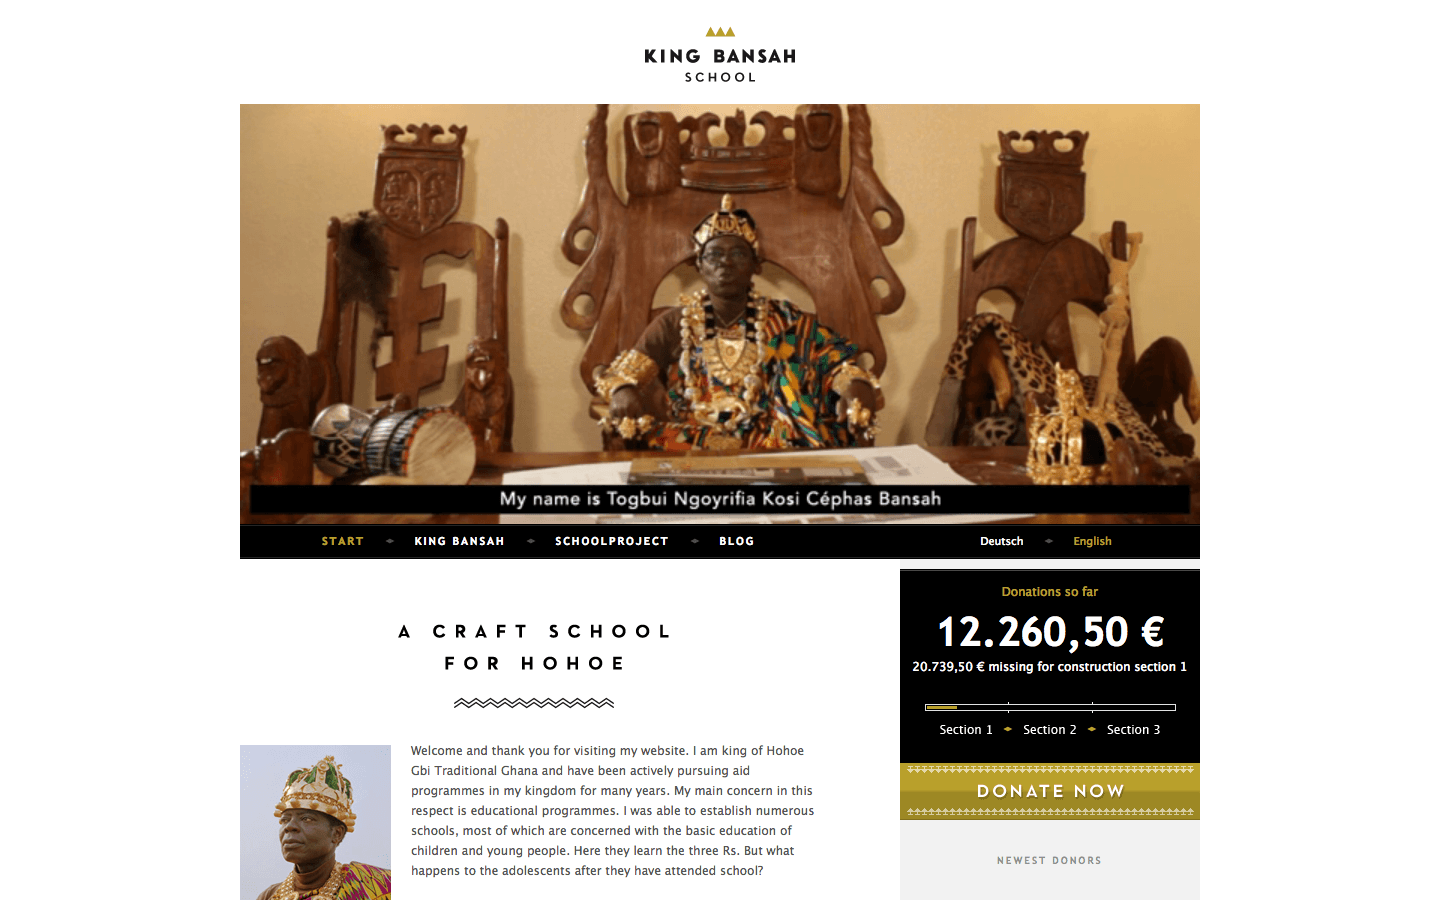 KING BANSAH
SCHOOL
My name is Togbui Ngoyrifia Kosi Céphas Bansah
START
KING BANSAH
SCHOOLPROJECT
BLOG
Deutsch
English
A CRAFT SCHOOL
FOR HOHOE
Welcome and thank you for visiting my website. I am king of Hohoe
Gbi Traditional Ghana and have been actively pursuing aid
programmes in my kingdom for many years. My main concern in this
respect is educational programmes. I was able to establish numerous
schools, most of which are concerned with the basic education of
children and young people. Here they learn the three Rs. But what
happens to the adolescents after they have attended school?
Donations so far
12.260,50 €
20.739,50 € missing for construction section 1
Section 1
Section 2
Section 3
DONATE NOW
NEWEST DONORS